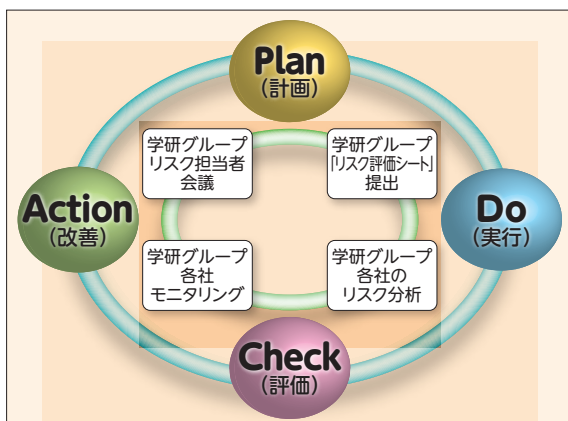 Plan
(計画)
学研グループ
リスク担当者
会議
学研グループ
「リスク評価シート」
提出
Action
(改善)
Do
(実行)
学研グループ
各社
モニタリング
学研グループ
各社の
リスク分析
Check
(評価)